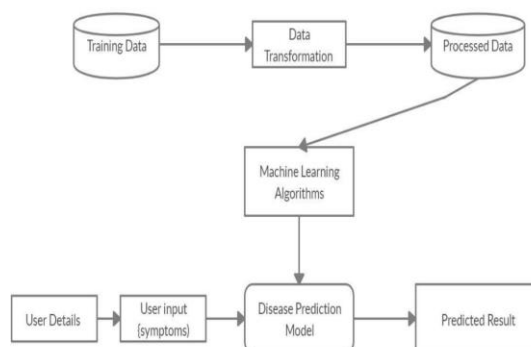 Training Data
Data
Transformation
Processed Data
Machine Learning
Algorithms
User Details
User input
(symptoms)
Disease Prediction
Model
Predicted Result